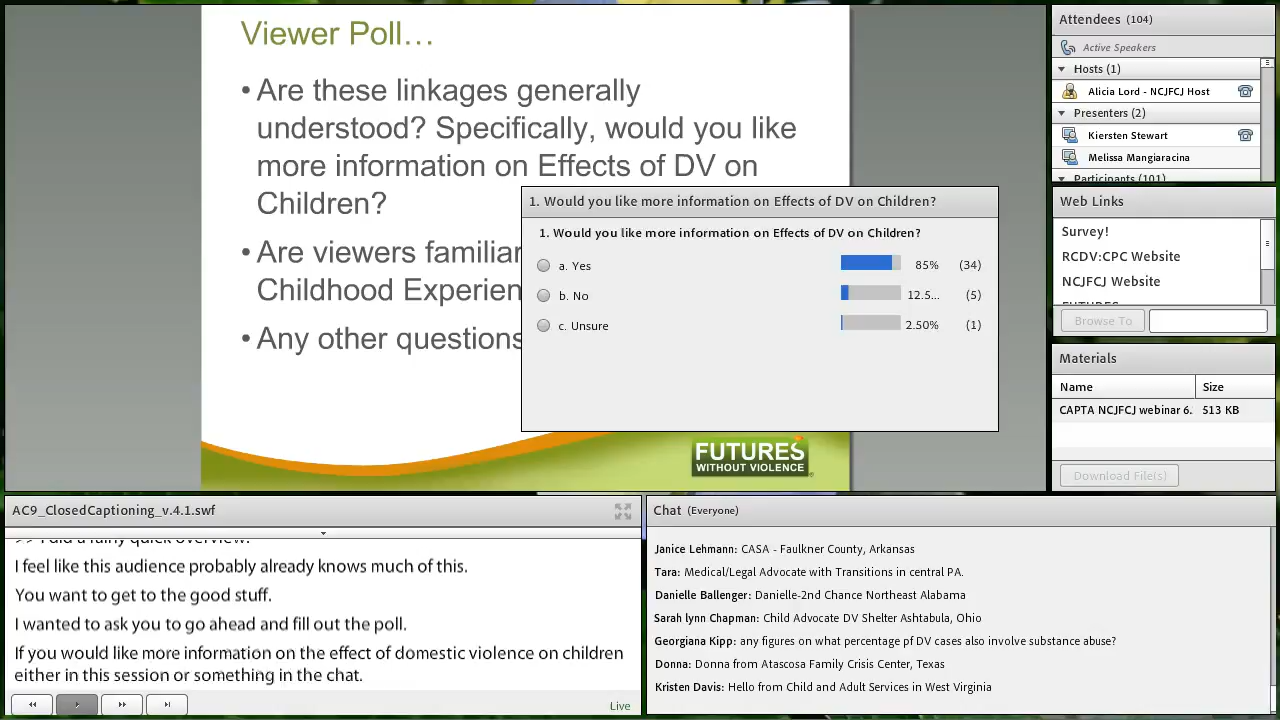 Viewer Poll…
• Are these linkages generally
understood? Specifically, would you like
more information on Effects of DV on
Children?
• Are viewers familiar
Childhood Experien
• Any other questions
1. Would you like more information on Effects of DV on Children?
1. Would you like more information on Effects of DV on Children?
a. Yes 85% (34)
b. No 12.5... (5)
c. Unsure 2.50% (1)
FUTURES
WITHOUT VIOLENCE
Attendees (104)
Active Speakers
Hosts (1)
Alicia Lord - NCJFCJ Host
Presenters (2)
Kiersten Stewart
Melissa Mangiaracina
Participants (101)
Web Links
Survey!
RCDV:CPC Website
NCJFCJ Website
FUTURES
Browse To
Materials
Name Size
CAPTA NCJFCJ webinar 6. 513 KB
Download File(s)
AC9_ClosedCaptioning_v.4.1.swf
>> I did a fairly quick overview.
I feel like this audience probably already knows much of this.
You want to get to the good stuff.
I wanted to ask you to go ahead and fill out the poll.
If you would like more information on the effect of domestic violence on children
either in this session or something in the chat.
Live
Chat (Everyone)
Janice Lehmann: CASA - Faulkner County, Arkansas
Tara: Medical/Legal Advocate with Transitions in central PA.
Danielle Ballenger: Danielle-2nd Chance Northeast Alabama
Sarah lynn Chapman: Child Advocate DV Shelter Ashtabula, Ohio
Georgiana Kipp: any figures on what percentage pf DV cases also involve substance abuse?
Donna: Donna from Atascosa Family Crisis Center, Texas
Kristen Davis: Hello from Child and Adult Services in West Virginia